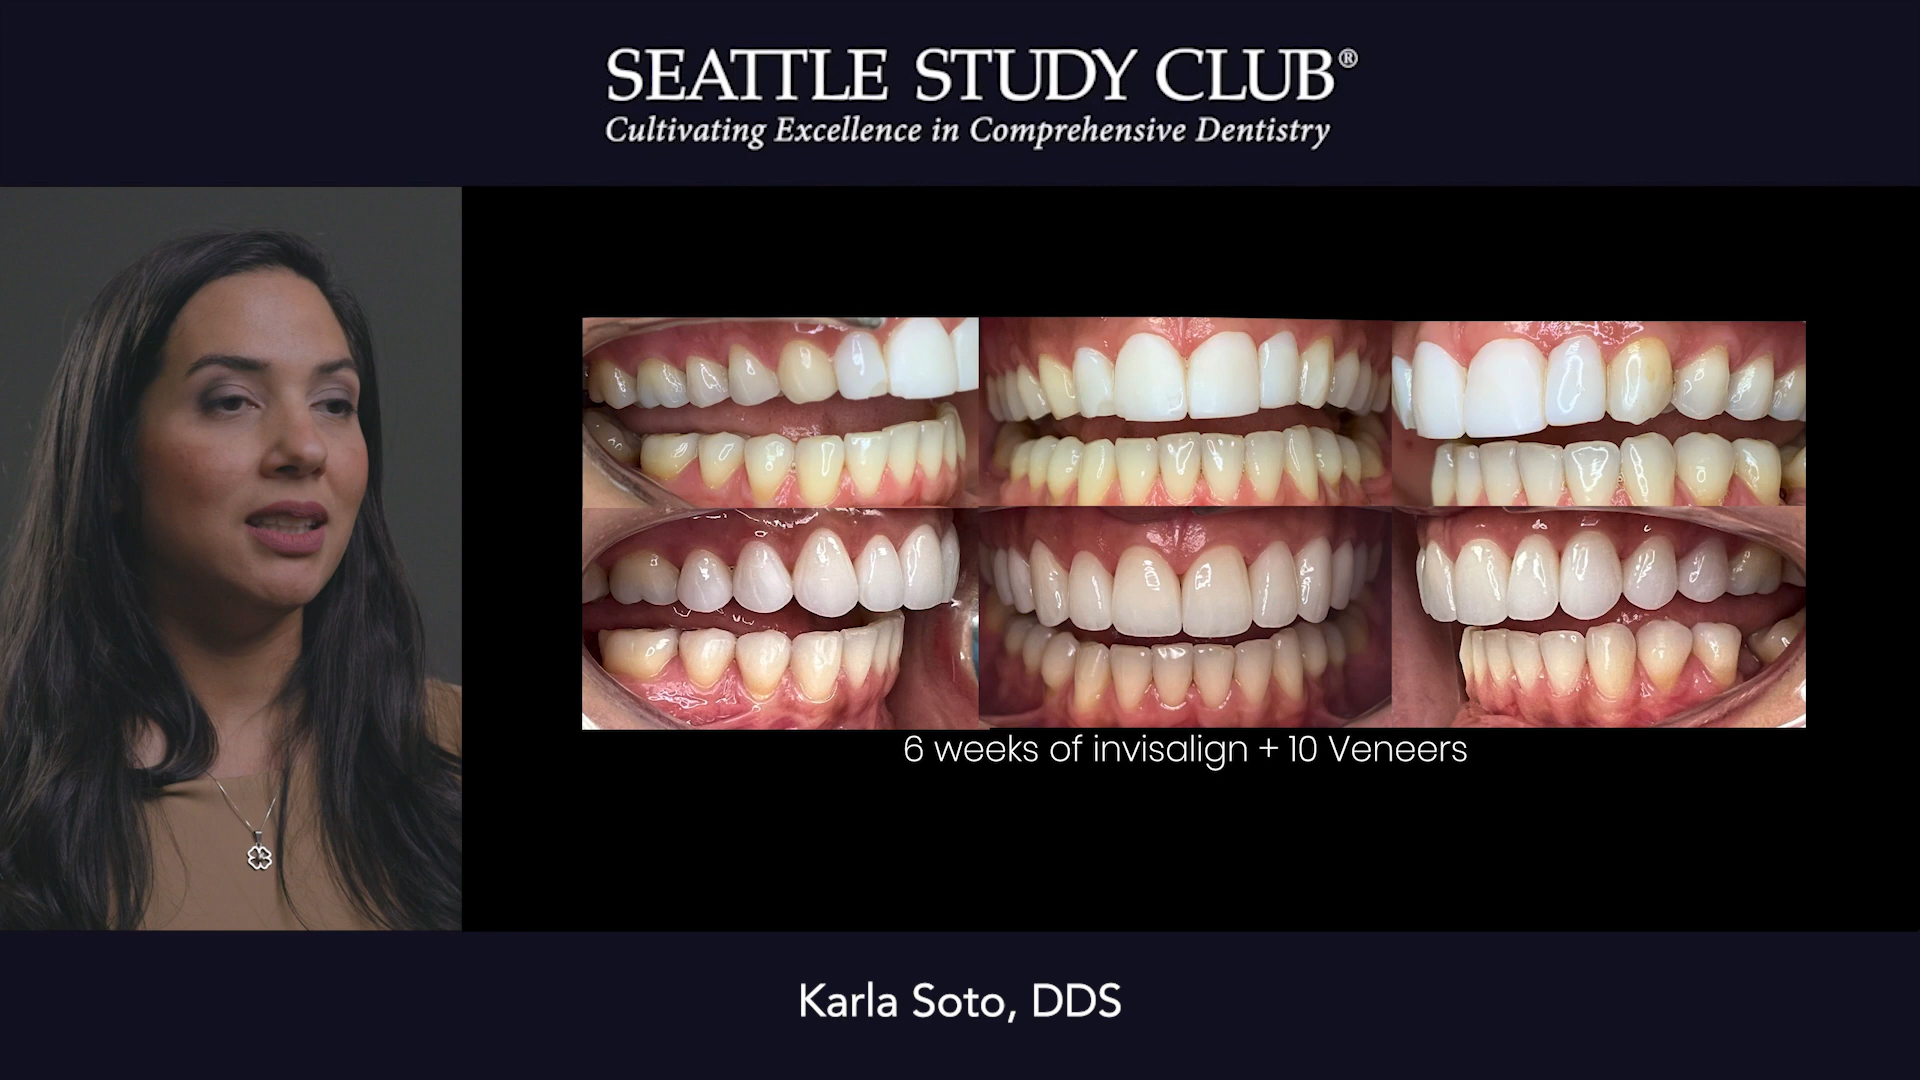 SEATTLE STUDY CLUB®
Cultivating Excellence in Comprehensive Dentistry
6 weeks of invisalign + 10 Veneers
Karla Soto, DDS